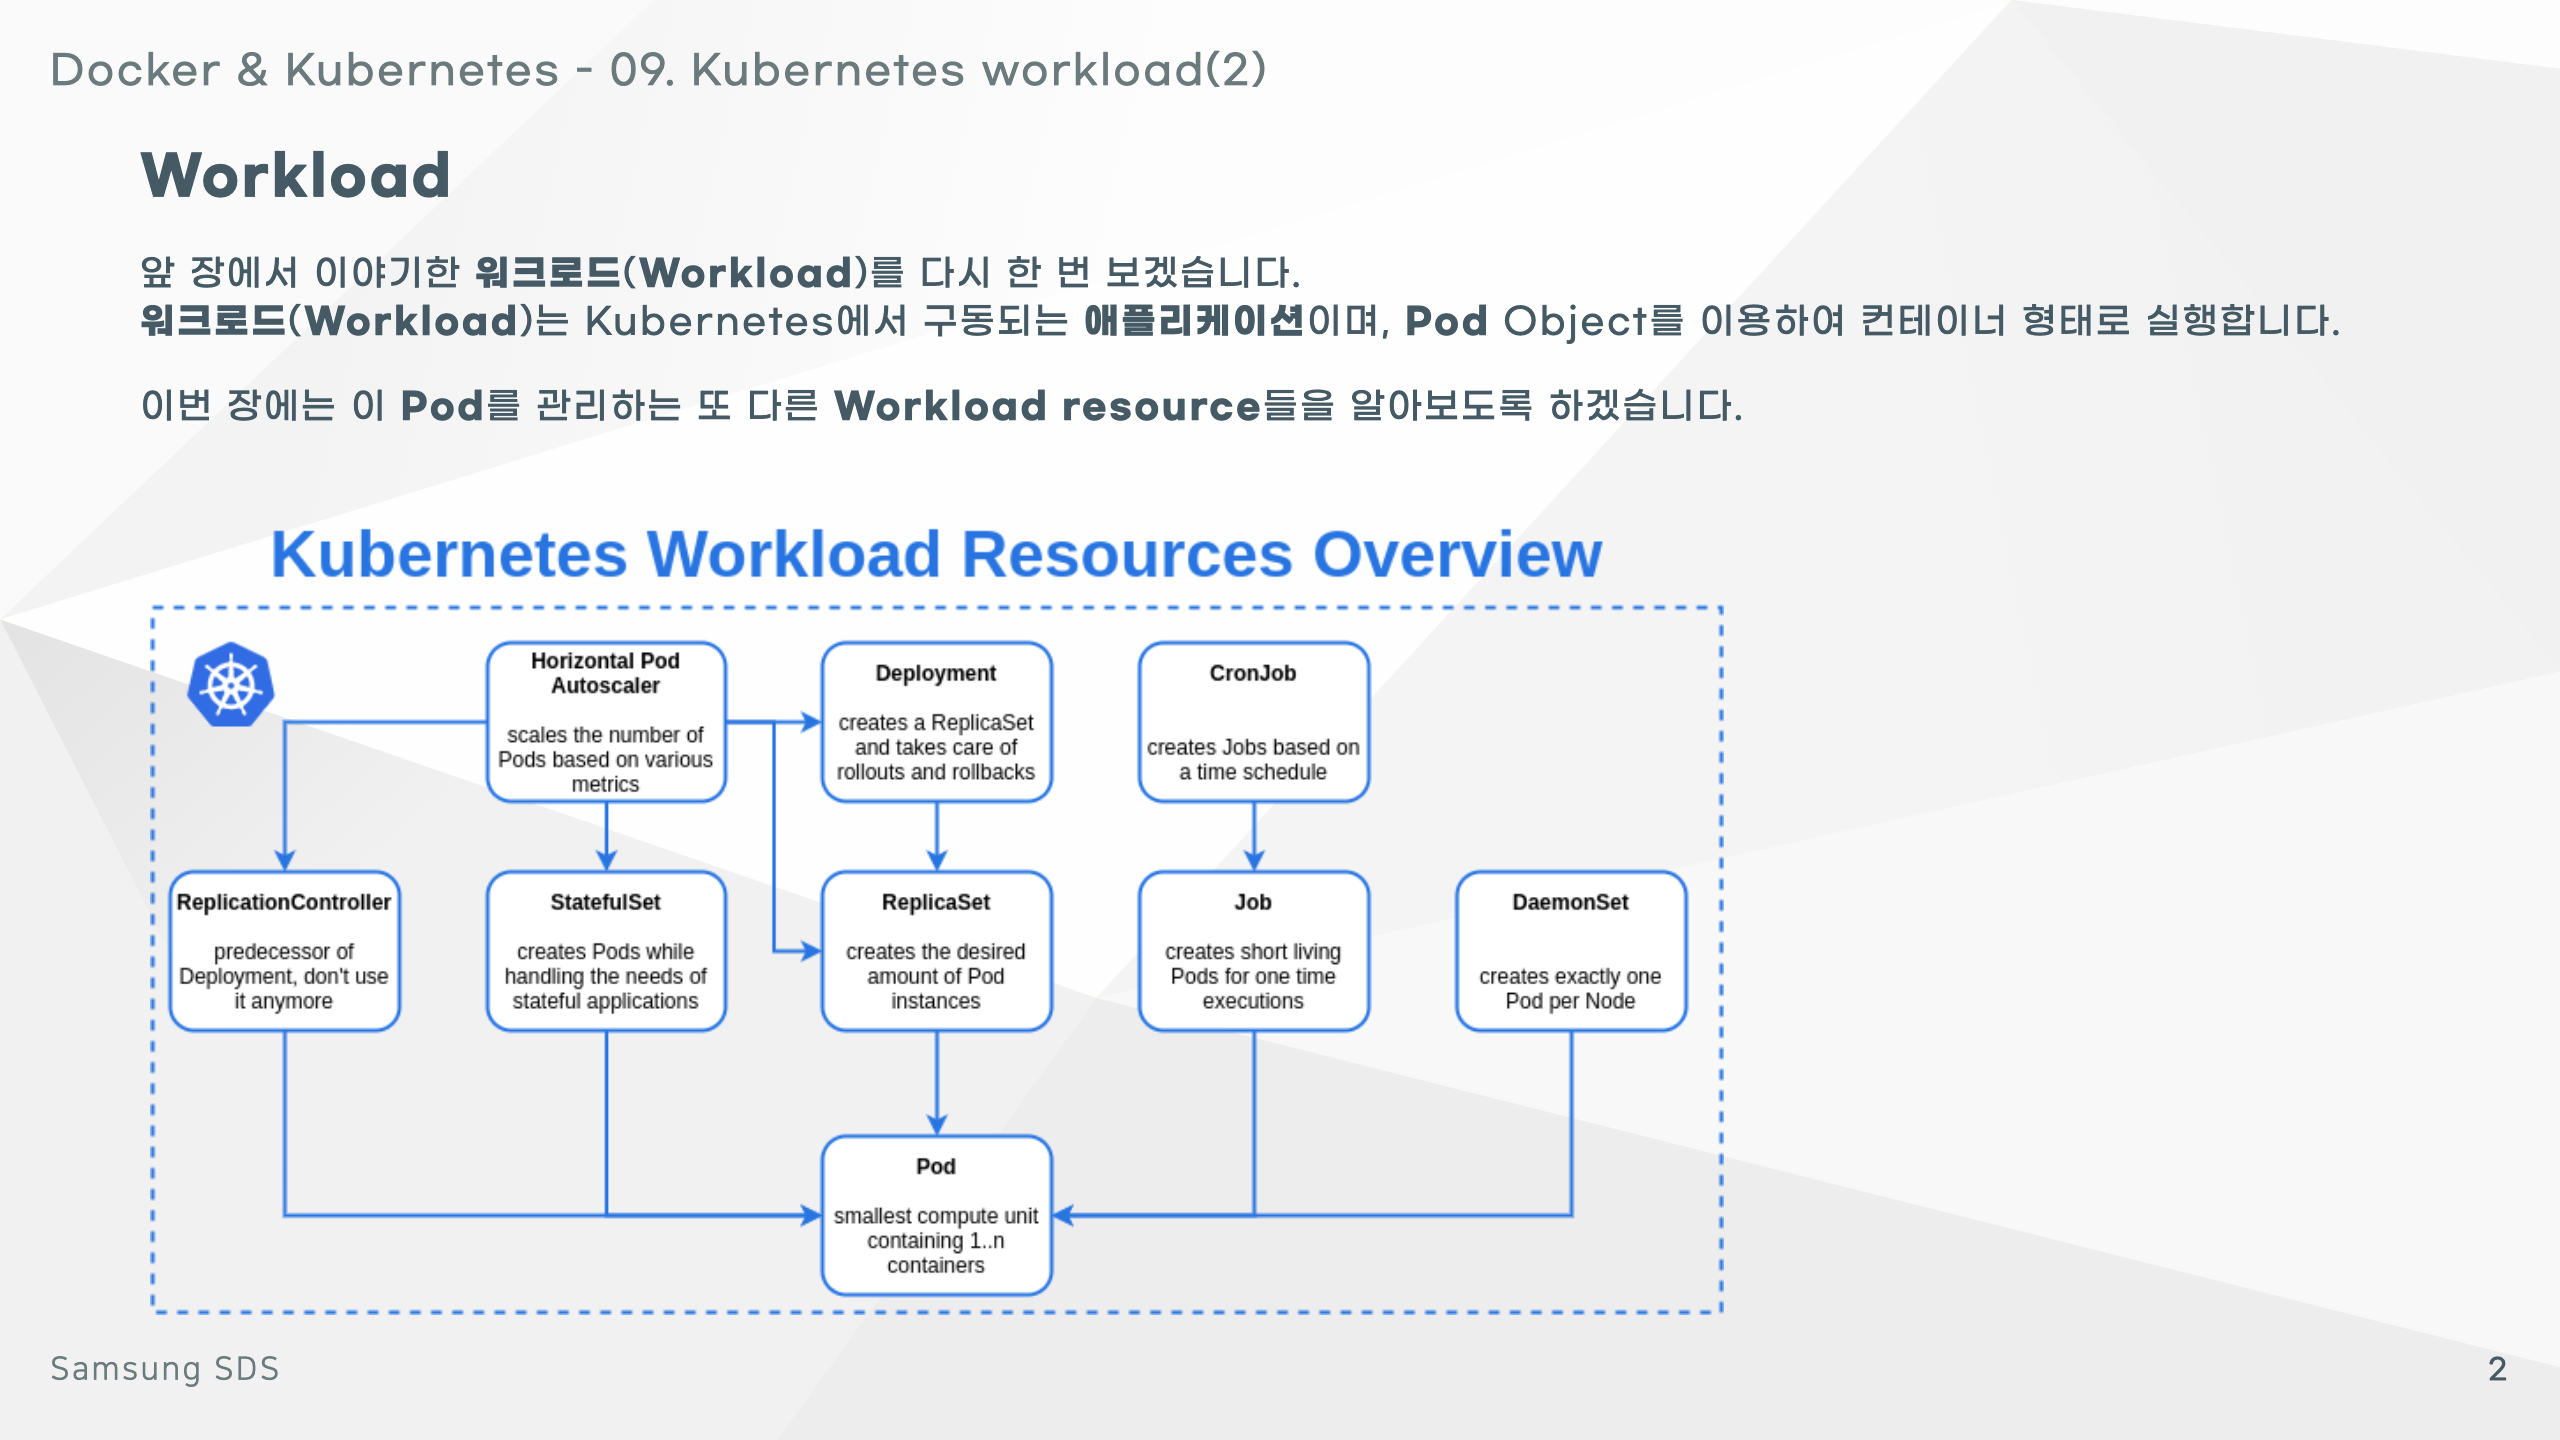 Docker & Kubernetes - 09. Kubernetes workload(2)
Workload
앞 장에서 이야기한 워크로드(Workload)를 다시 한 번 보겠습니다.
워크로드(Workload)는 Kubernetes에서 구동되는 애플리케이션이며, Pod Object를 이용하여 컨테이너 형태로 실행합니다.
이번 장에는 이 Pod를 관리하는 또 다른 Workload resource들을 알아보도록 하겠습니다.
Kubernetes Workload Resources Overview
Horizontal Pod
Autoscaler
scales the number of
Pods based on various
metrics
Deployment
creates a ReplicaSet
and takes care of
rollouts and rollbacks
CronJob
creates Jobs based on
a time schedule
ReplicationController
predecessor of
Deployment, don't use
it anymore
StatefulSet
creates Pods while
handling the needs of
stateful applications
ReplicaSet
creates the desired
amount of Pod
instances
Job
creates short living
Pods for one time
executions
DaemonSet
creates exactly one
Pod per Node
Pod
smallest compute unit
containing 1..n
containers
Samsung SDS
2